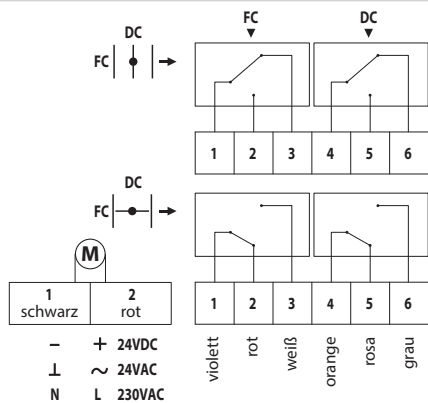 FC DC
DC
FC
1 2 3 4 5 6
DC
FC
M
1 2
schwarz rot
1 2 3 4 5 6
violett rot weiß orange rosa grau
– + 24VDC
⊥ ~ 24VAC
N L 230VAC